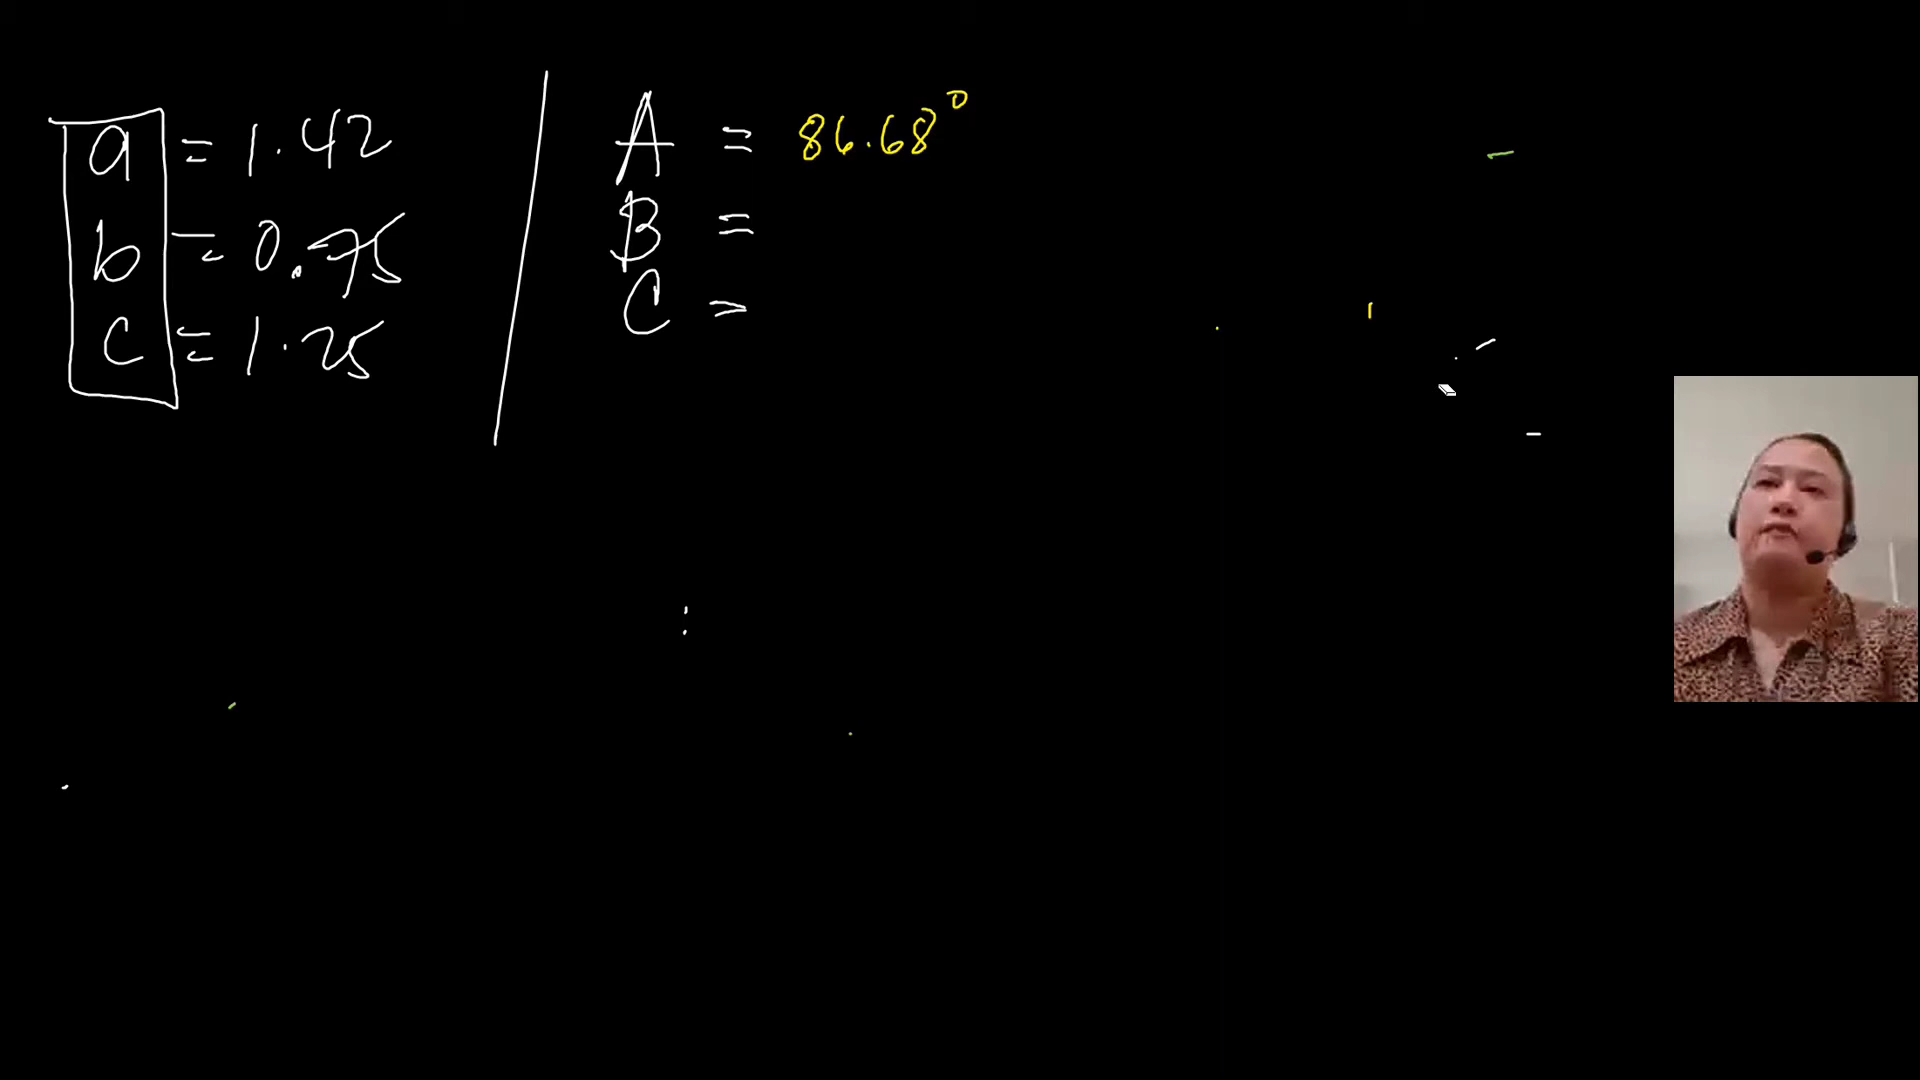 a = 1.42
b = 0.75
c = 1.25
A = 86.68°
B =
C =